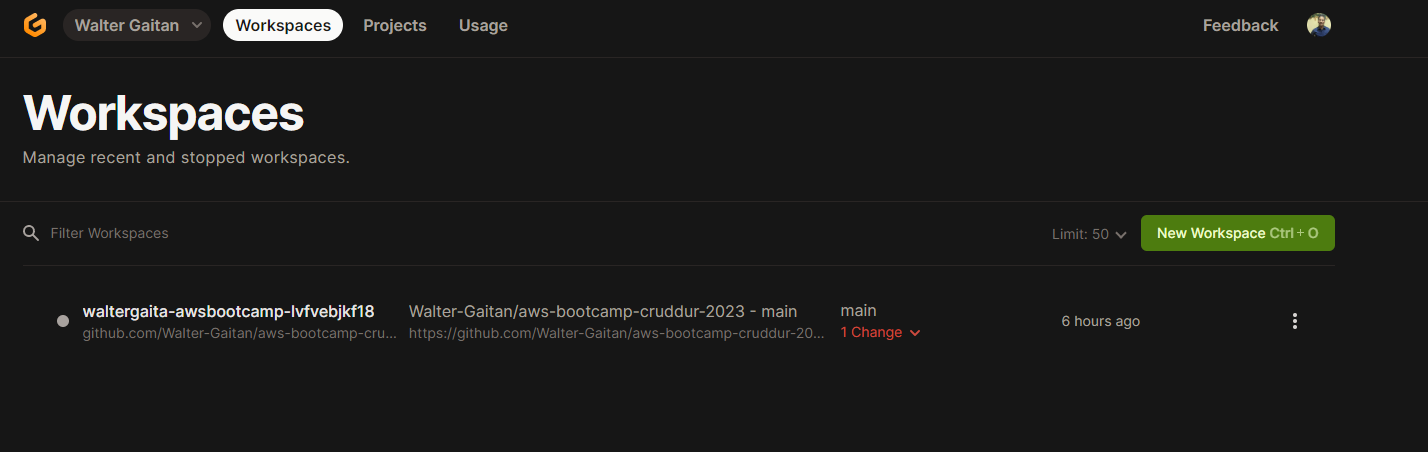 Walter Gaitan Workspaces Projects Usage Feedback
Workspaces
Manage recent and stopped workspaces.
Filter Workspaces Limit: 50 New Workspace Ctrl+O
waltergaita-awsbootcamp-lvfvebjkf18 Walter-Gaitan/aws-bootcamp-cruddur-2023 - main main
github.com/Walter-Gaitan/aws-bootcamp-cru... https://github.com/Walter-Gaitan/aws-bootcamp-cruddur-20... 1 Change 6 hours ago